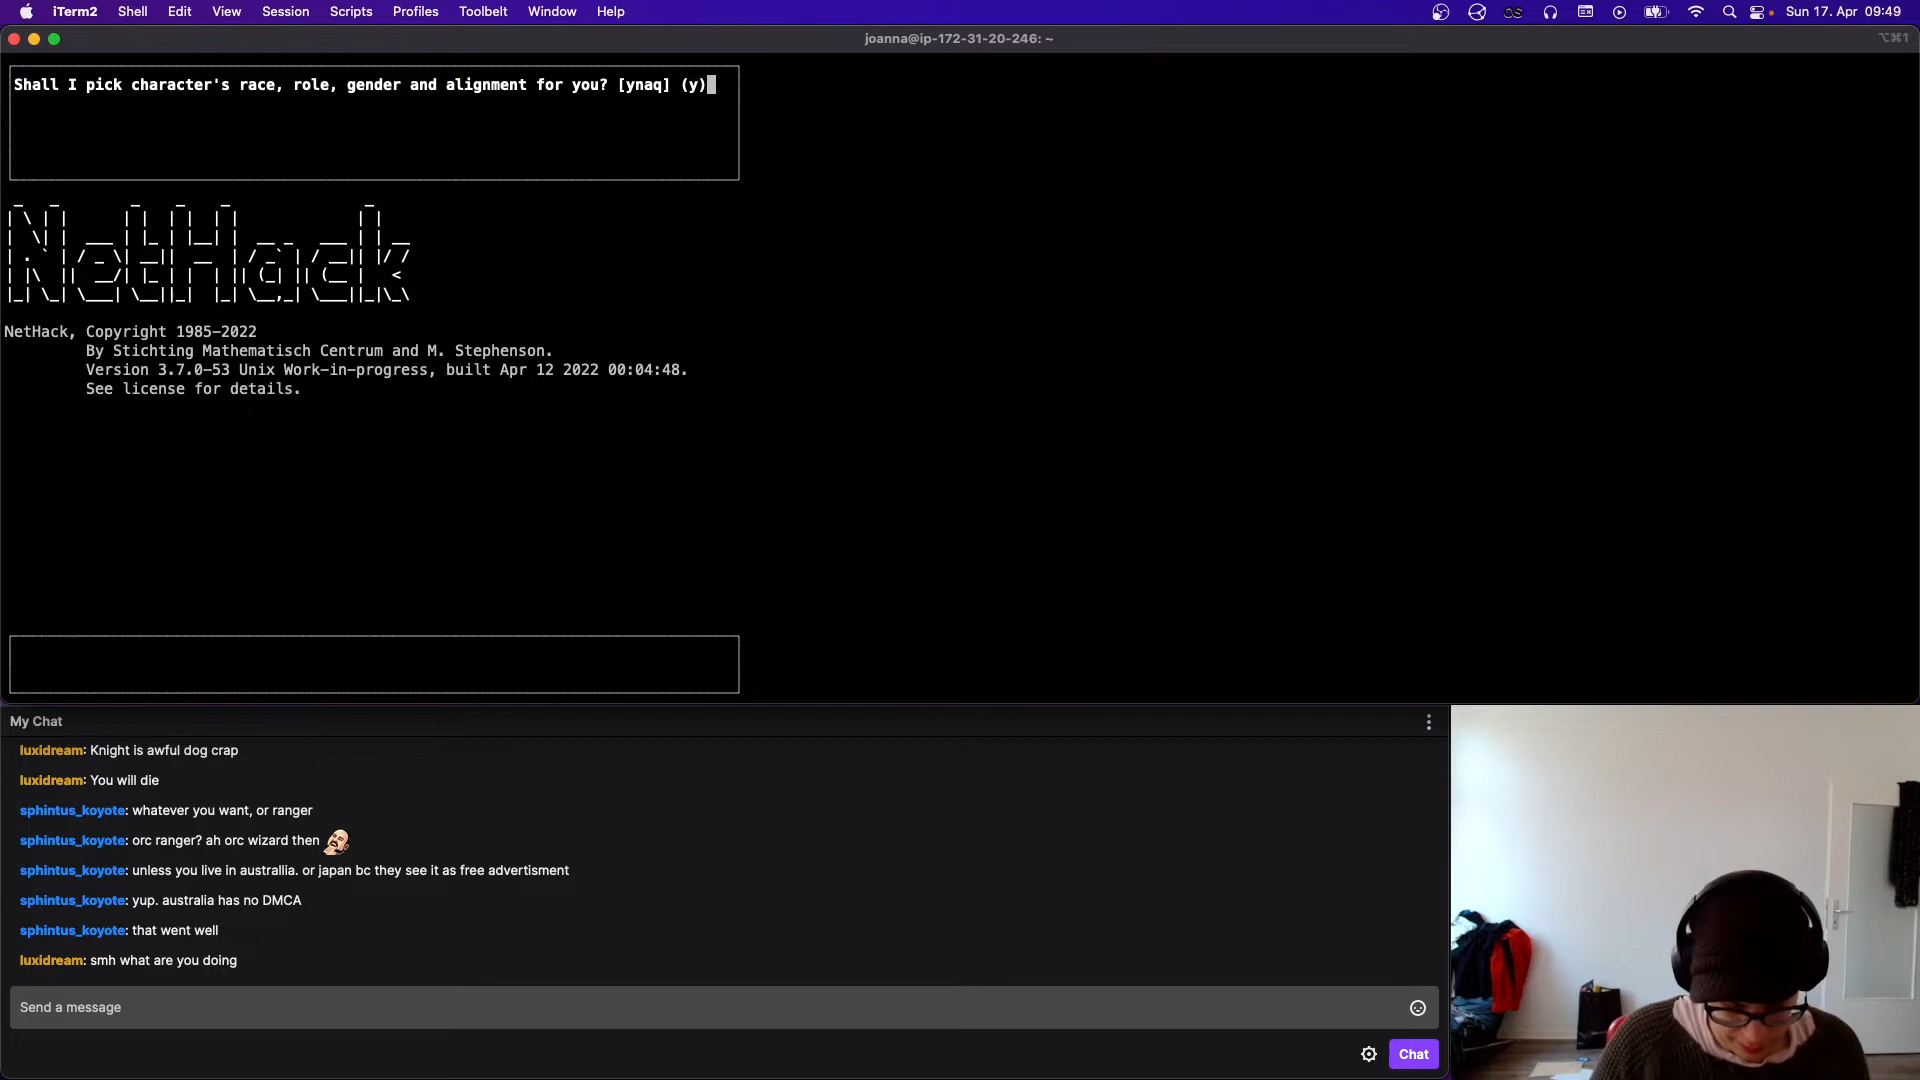 iTerm2 Shell Edit View Session Scripts Profiles Toolbelt Window Help Sun 17. Apr 09:49
joanna@ip-172-31-20-246: ~ ⌥⌘1
Shall I pick character's race, role, gender and alignment for you? [ynaq] (y)
NetHack
NetHack, Copyright 1985-2022
By Stichting Mathematisch Centrum and M. Stephenson.
Version 3.7.0-53 Unix Work-in-progress, built Apr 12 2022 00:04:48.
See license for details.
My Chat
luxidream: Knight is awful dog crap
luxidream: You will die
sphintus_koyote: whatever you want, or ranger
sphintus_koyote: orc ranger? ah orc wizard then
sphintus_koyote: unless you live in australlia. or japan bc they see it as free advertisment
sphintus_koyote: yup. australia has no DMCA
sphintus_koyote: that went well
luxidream: smh what are you doing
Send a message
Chat